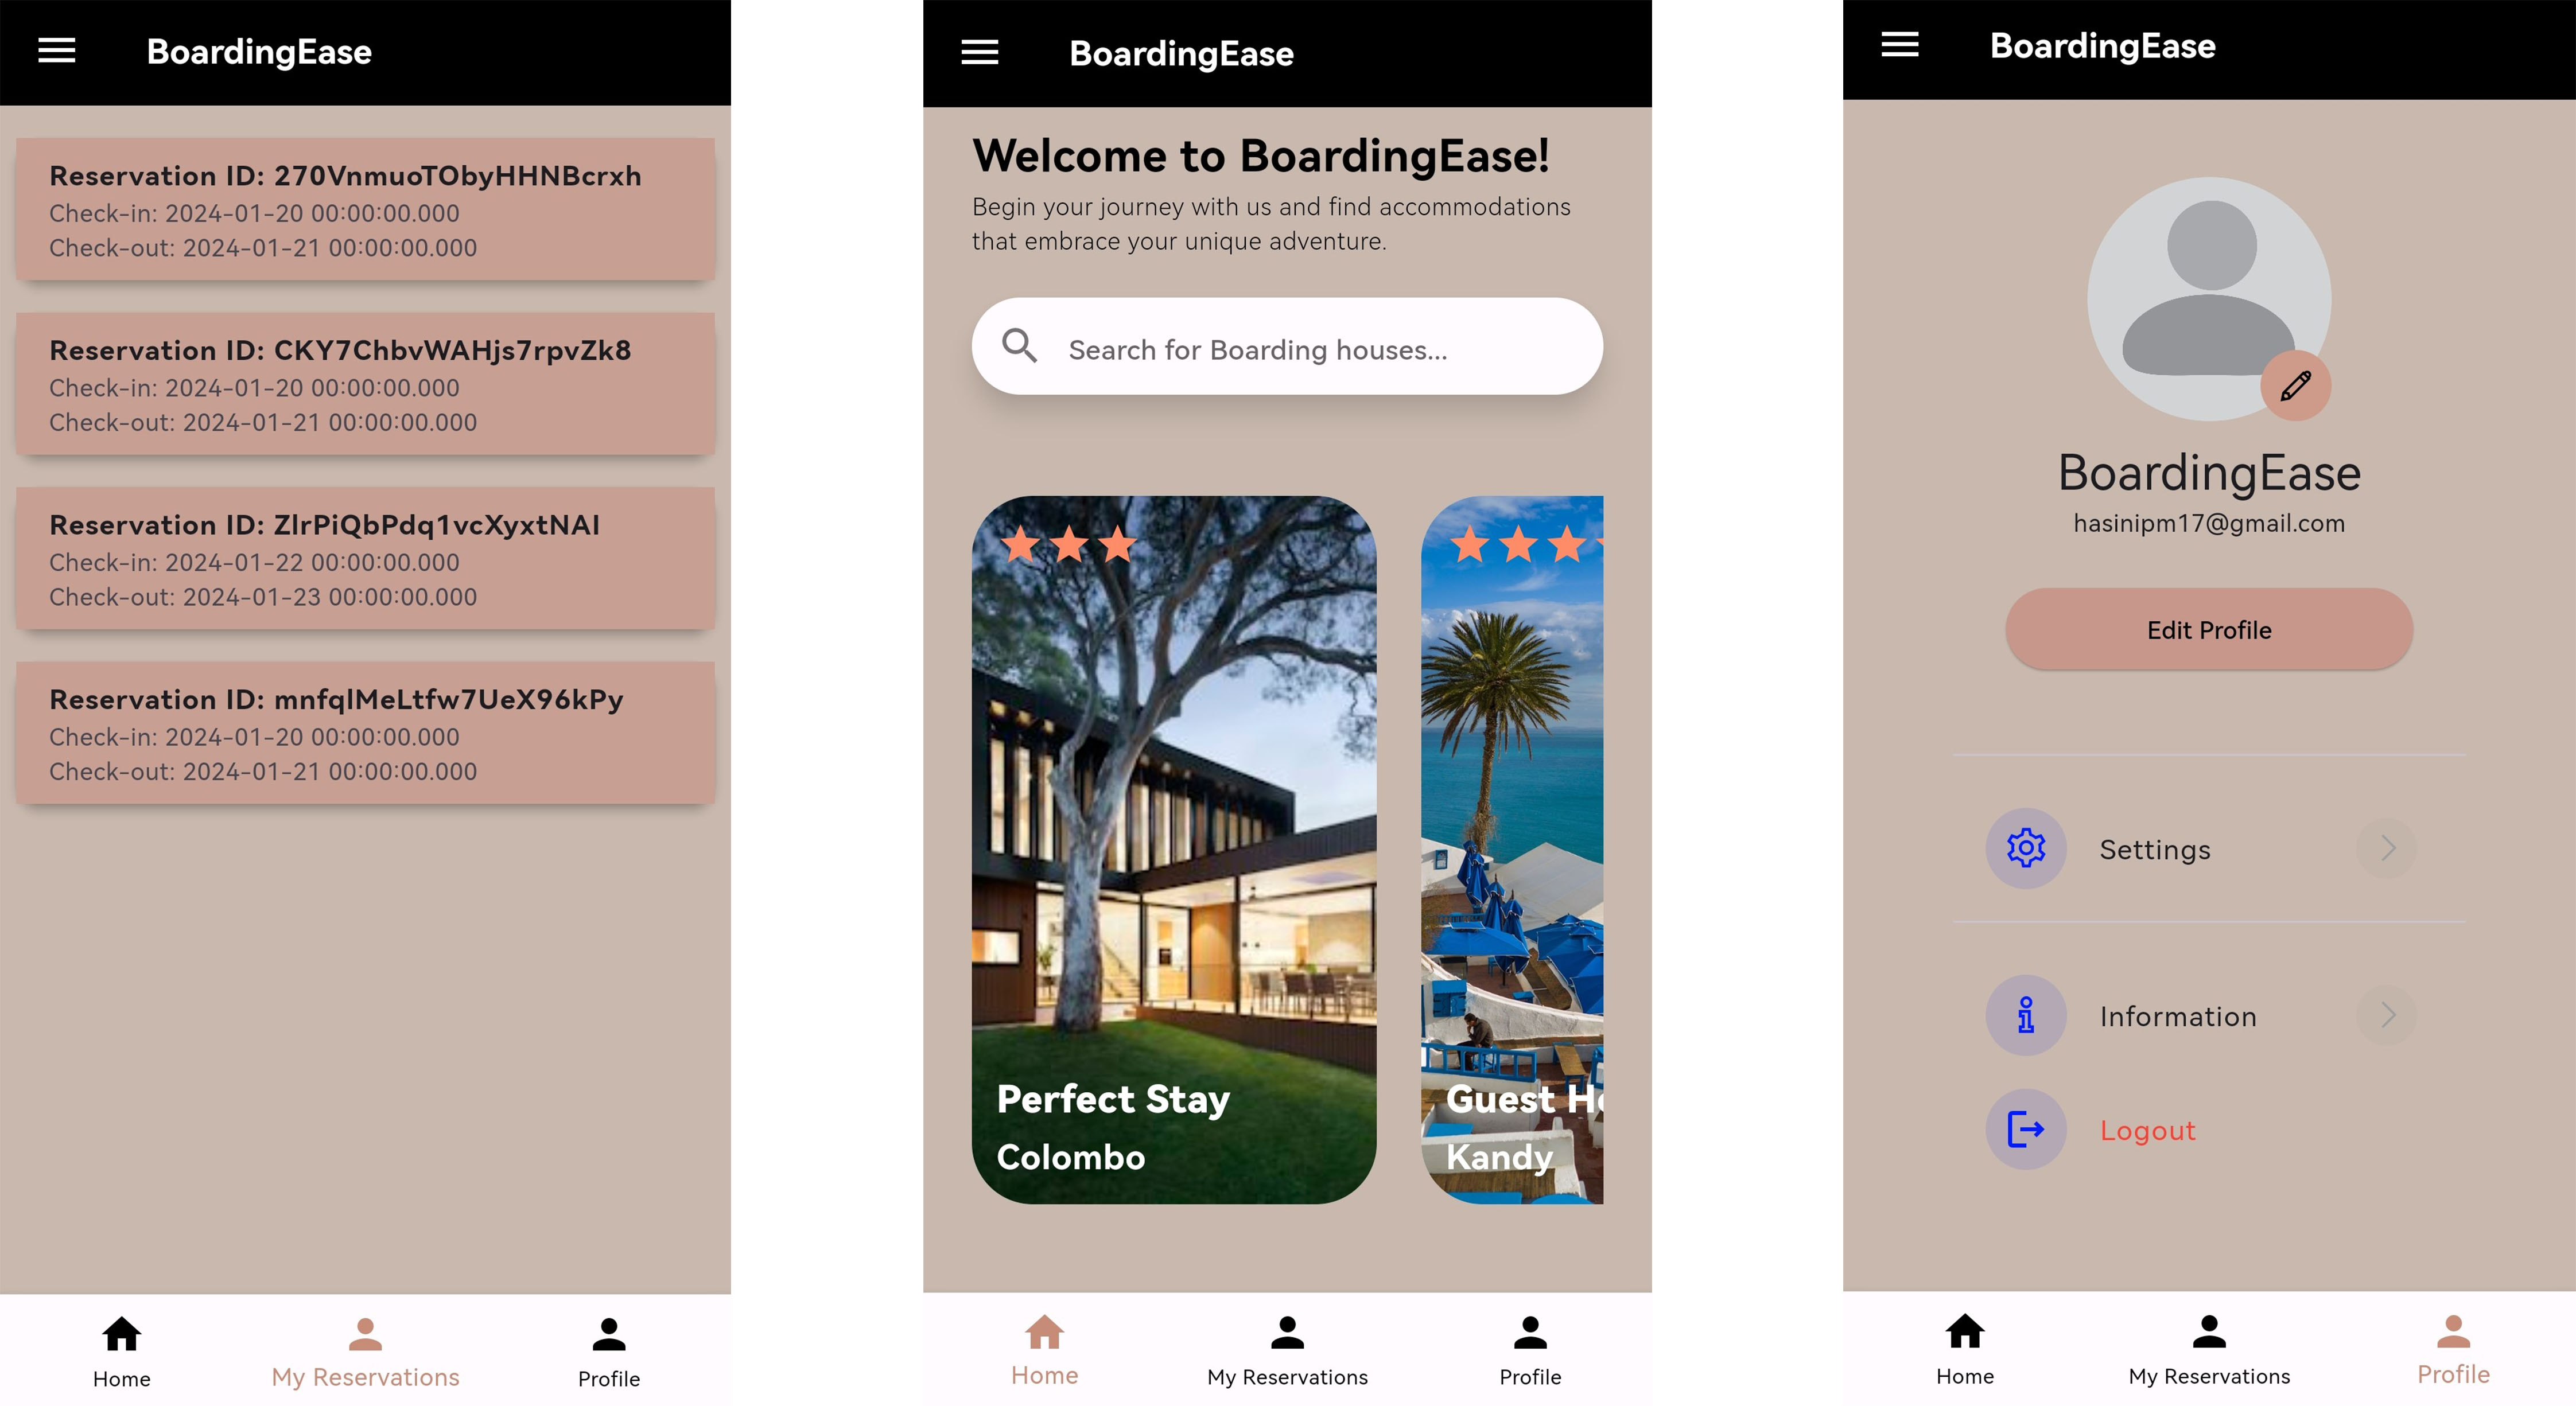 BoardingEase
Reservation ID: 270VnmuoTObyHHNBcrxh
Check-in: 2024-01-20 00:00:00.000
Check-out: 2024-01-21 00:00:00.000
Reservation ID: CKY7ChbvWAHjs7rpvZk8
Check-in: 2024-01-20 00:00:00.000
Check-out: 2024-01-21 00:00:00.000
Reservation ID: ZlrPiQbPdq1vcXyxtNAI
Check-in: 2024-01-22 00:00:00.000
Check-out: 2024-01-23 00:00:00.000
Reservation ID: mnfqlMeLtfw7UeX96kPy
Check-in: 2024-01-20 00:00:00.000
Check-out: 2024-01-21 00:00:00.000
Home
My Reservations
Profile
BoardingEase
Welcome to BoardingEase!
Begin your journey with us and find accommodations
that embrace your unique adventure.
Search for Boarding houses...
Perfect Stay
Colombo
Guest
Kandy
Home
My Reservations
Profile
BoardingEase
BoardingEase
hasinipm17@gmail.com
Edit Profile
Settings
Information
Logout
Home
My Reservations
Profile